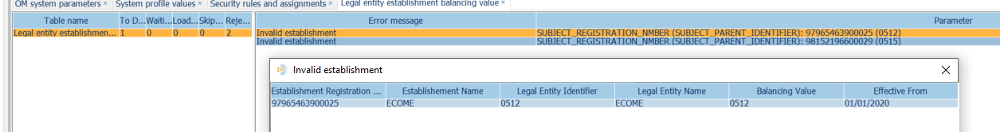 OM system parameters × System profile values × Security rules and assignments × Legal entity establishment balancing value ×
Table name To D... Waiti... Load... Skip... Reje... Error message Parameter
Legal entity establishmen... 1 0 0 0 2 Invalid establishment SUBJECT_REGISTRATION_NMBER (SUBJECT_PARENT_IDENTIFIER): 97965463900025 (0512)
Invalid establishment SUBJECT_REGISTRATION_NMBER (SUBJECT_PARENT_IDENTIFIER): 98152196600029 (0515)
Invalid establishment
Establishment Registration ... Establishement Name Legal Entity Identifier Legal Entity Name Balancing Value Effective From
97965463900025 ECOME 0512 ECOME 0512 01/01/2020